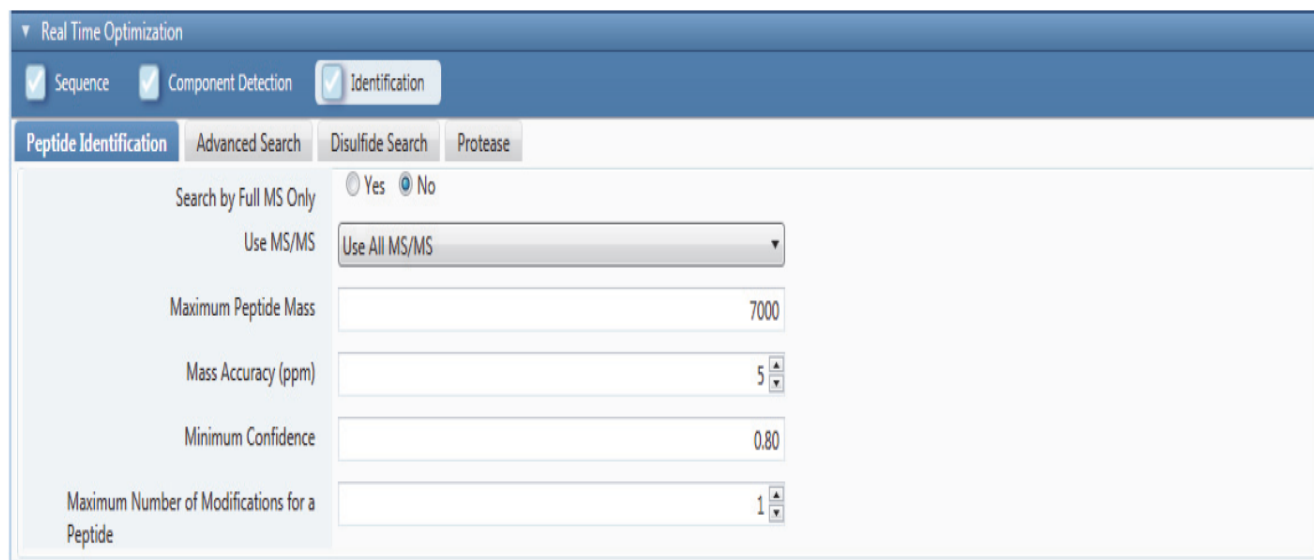 Real Time Optimization
Sequence Component Detection Identification
Peptide Identification Advanced Search Disulfide Search Protease
Search by Full MS Only Yes No
Use MS/MS Use All MS/MS
Maximum Peptide Mass 7000
Mass Accuracy (ppm) 5
Minimum Confidence 0.80
Maximum Number of Modifications for a 1
Peptide